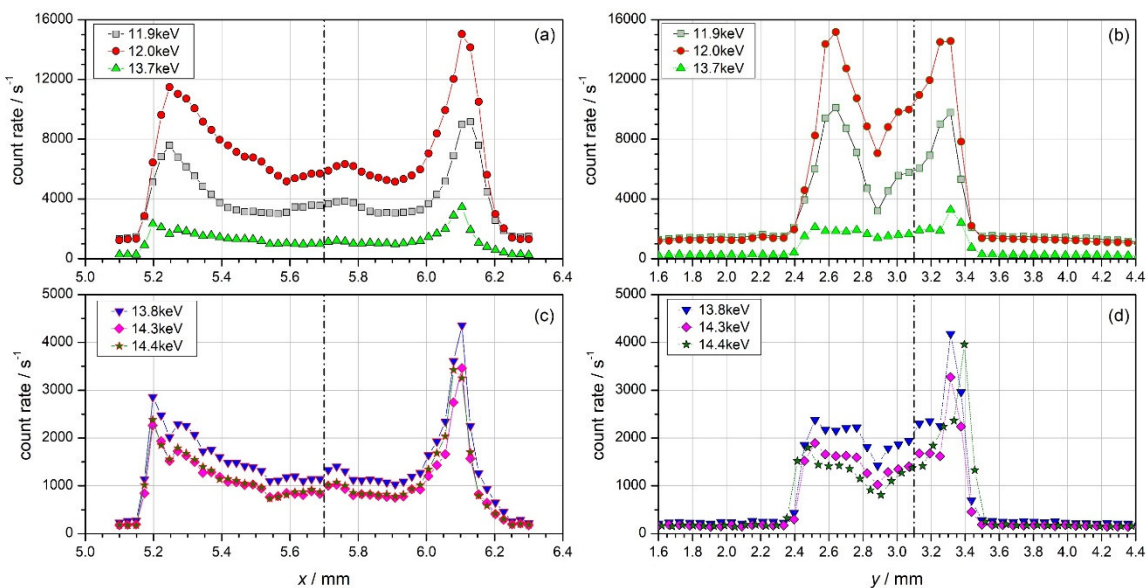 16000
12000
8000
4000
0
count rate / s⁻¹
11.9keV
12.0keV
13.7keV
(a)
5.0 5.2 5.4 5.6 5.8 6.0 6.2 6.4
16000
12000
8000
4000
0
count rate / s⁻¹
11.9keV
12.0keV
13.7keV
(b)
1.6 1.8 2.0 2.2 2.4 2.6 2.8 3.0 3.2 3.4 3.6 3.8 4.0 4.2 4.4
5000
4000
3000
2000
1000
0
count rate / s⁻¹
13.8keV
14.3keV
14.4keV
(c)
5.0 5.2 5.4 5.6 5.8 6.0 6.2 6.4
x / mm
5000
4000
3000
2000
1000
0
count rate / s⁻¹
13.8keV
14.3keV
14.4keV
(d)
1.6 1.8 2.0 2.2 2.4 2.6 2.8 3.0 3.2 3.4 3.6 3.8 4.0 4.2 4.4
y / mm